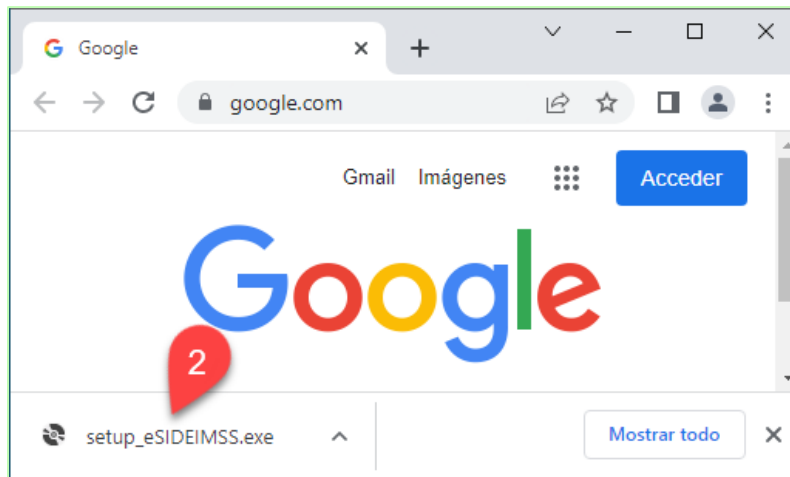 Google
google.com
Gmail Imágenes Acceder
Google
2
setup_eSIDEIMSS.exe Mostrar todo